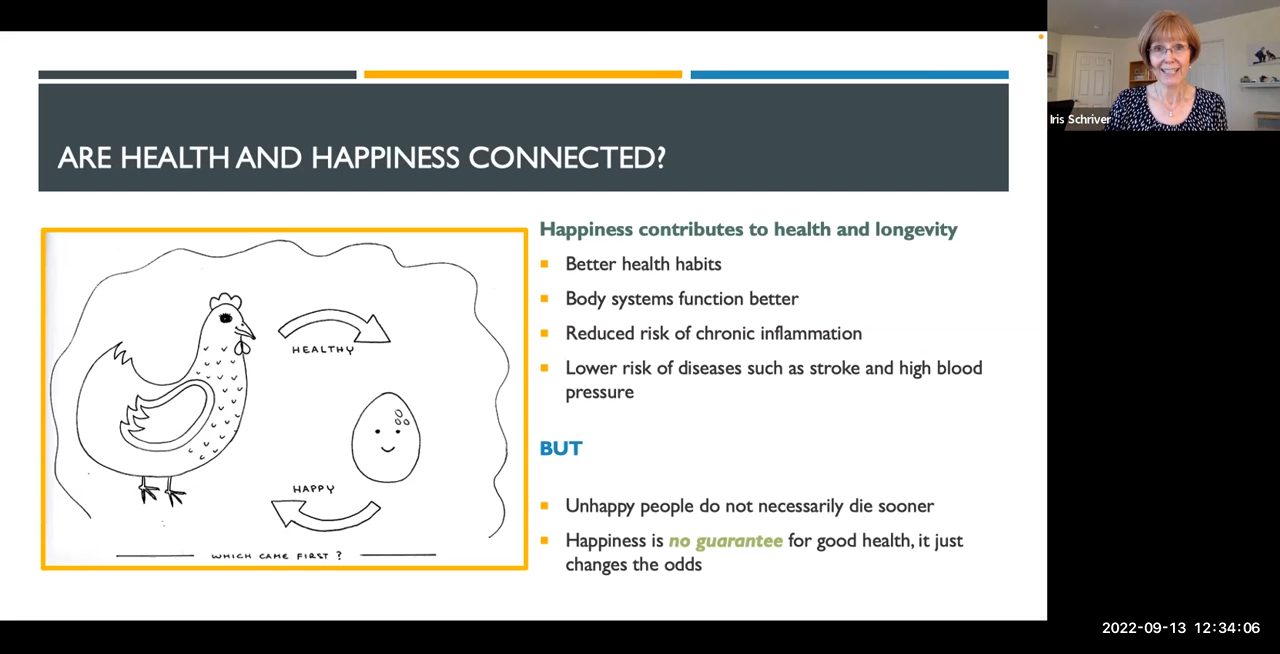 ARE HEALTH AND HAPPINESS CONNECTED?
Iris Schriver
HEALTHY
HAPPY
WHICH CAME FIRST ?
Happiness contributes to health and longevity
Better health habits
Body systems function better
Reduced risk of chronic inflammation
Lower risk of diseases such as stroke and high blood
pressure
BUT
Unhappy people do not necessarily die sooner
Happiness is no guarantee for good health, it just
changes the odds
2022-09-13 12:34:06